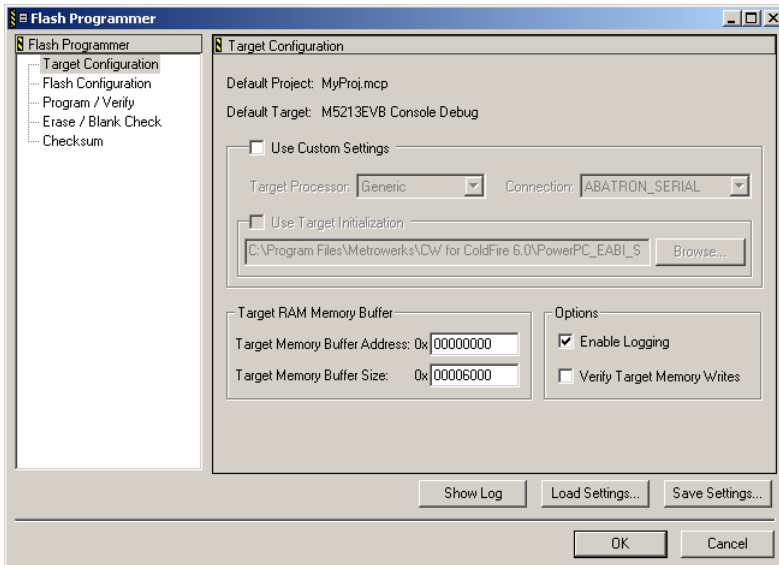 Flash Programmer
Flash Programmer
Target Configuration
Flash Configuration
Program / Verify
Erase / Blank Check
Checksum
Target Configuration
Default Project: MyProj.mcp
Default Target: M5213EVB Console Debug
Use Custom Settings
Target Processor: Generic Connection: ABATRON_SERIAL
Use Target Initialization
C:\Program Files\Metrowerks\CW for ColdFire 6.0\PowerPC_EABI_S Browse...
Target RAM Memory Buffer
Target Memory Buffer Address: 0x 00000000
Target Memory Buffer Size: 0x 00006000
Options
Enable Logging
Verify Target Memory Writes
Show Log Load Settings... Save Settings...
OK Cancel